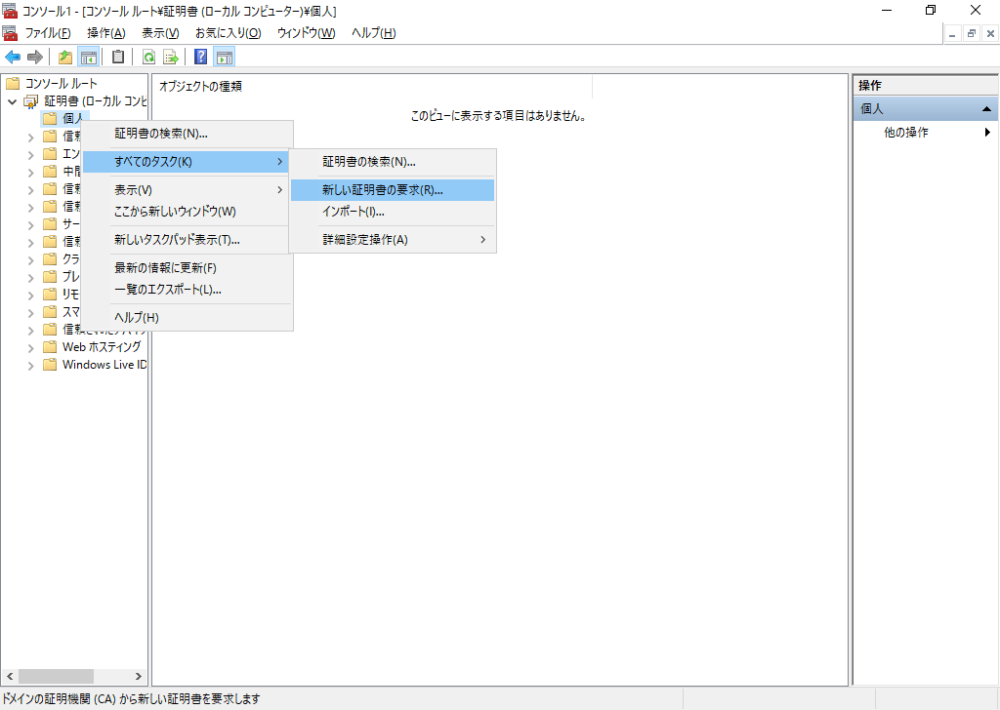 コンソール1 - [コンソール ルート¥証明書 (ローカル コンピューター)¥個人]
ファイル(F) 操作(A) 表示(V) お気に入り(O) ウィンドウ(W) ヘルプ(H)
コンソール ルート
証明書 (ローカル コンピ
個人
信頼
エン
中間
信頼
信頼
サー
信頼
クラ
プレ
リモ
スマ
Web ホスティング
Windows Live ID
オブジェクトの種類
このビューに表示する項目はありません。
証明書の検索(N)...
すべてのタスク(K)
表示(V)
ここから新しいウィンドウ(W)
新しいタスクパッド表示(T)...
最新の情報に更新(F)
一覧のエクスポート(L)...
ヘルプ(H)
証明書の検索(N)...
新しい証明書の要求(R)...
インポート(I)...
詳細設定操作(A)
操作
個人
他の操作
ドメインの証明機関 (CA) から新しい証明書を要求します